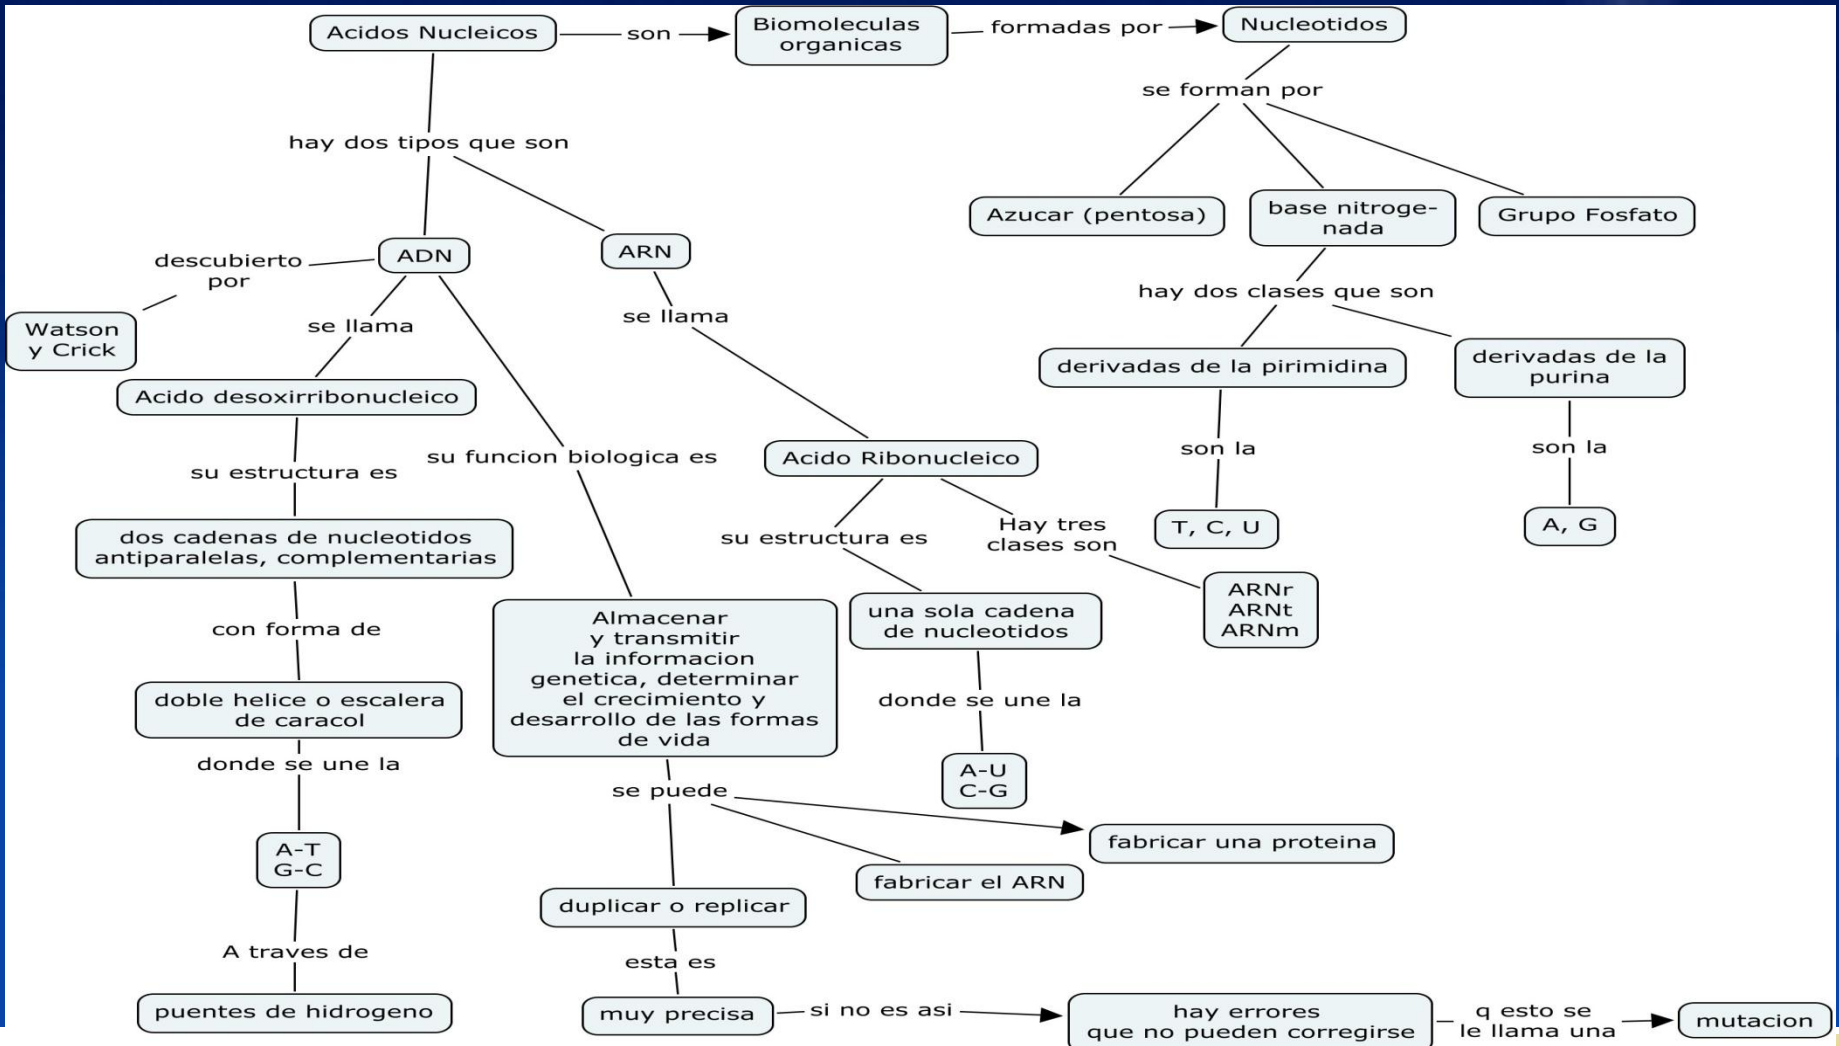 Acidos Nucleicos
son
Biomoleculas
organicas
formadas por
Nucleotidos
se forman por
Azucar (pentosa)
base nitroge-
nada
Grupo Fosfato
hay dos clases que son
derivadas de la pirimidina
derivadas de la
purina
son la
son la
T, C, U
A, G
hay dos tipos que son
ADN
ARN
descubierto
por
Watson
y Crick
se llama
Acido desoxirribonucleico
su estructura es
dos cadenas de nucleotidos
antiparalelas, complementarias
con forma de
doble helice o escalera
de caracol
donde se une la
A-T
G-C
A traves de
puentes de hidrogeno
su funcion biologica es
Almacenar
y transmitir
la informacion
genetica, determinar
el crecimiento y
desarrollo de las formas
de vida
se puede
fabricar una proteina
fabricar el ARN
duplicar o replicar
esta es
muy precisa
si no es asi
hay errores
que no pueden corregirse
q esto se
le llama una
mutacion
se llama
Acido Ribonucleico
su estructura es
una sola cadena
de nucleotidos
donde se une la
A-U
C-G
Hay tres
clases son
ARNr
ARNt
ARNm